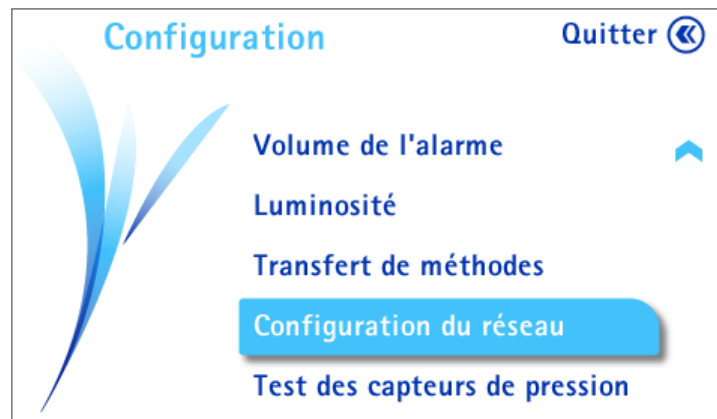 Configuration
Quitter
Volume de l'alarme
Luminosité
Transfert de méthodes
Configuration du réseau
Test des capteurs de pression